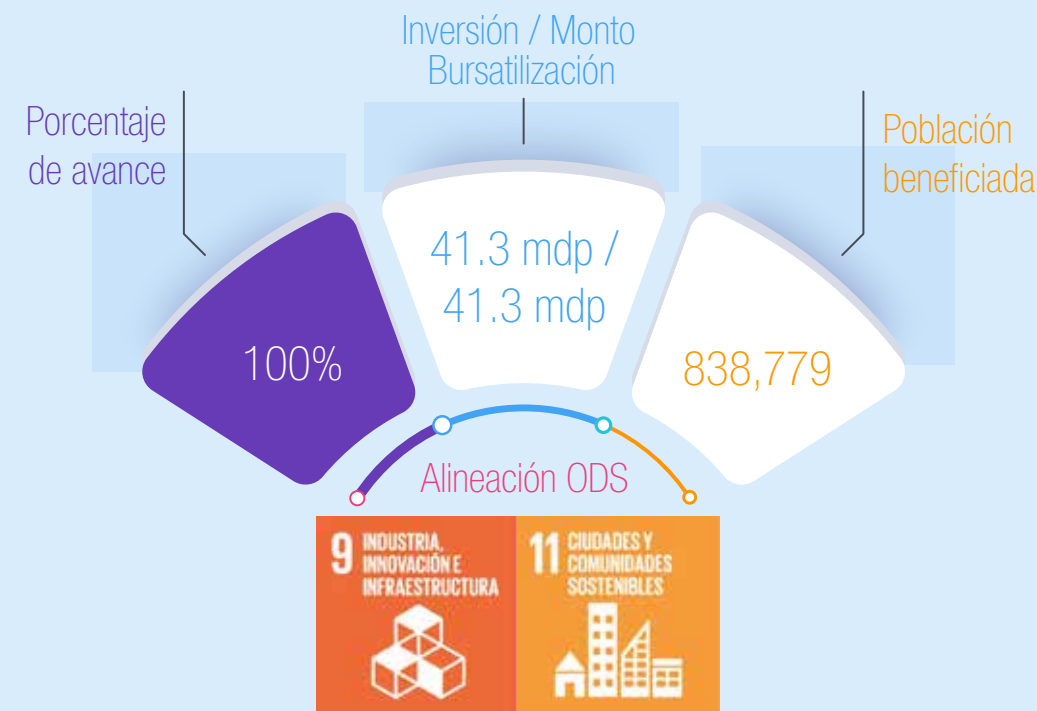 Inversión / Monto
Bursatilización
Porcentaje
de avance
Población
beneficiada
41.3 mdp /
41.3 mdp
100%
838,779
Alineación ODS
9 INDUSTRIA,
INNOVACIÓN E
INFRAESTRUCTURA
11 CIUDADES Y
COMUNIDADES
SOSTENIBLES